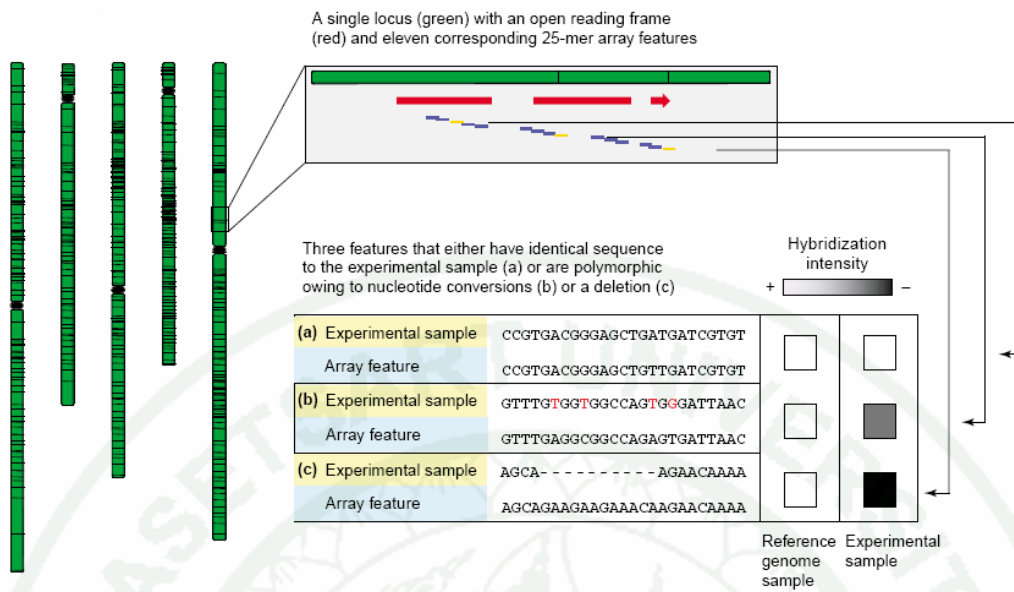 A single locus (green) with an open reading frame
(red) and eleven corresponding 25-mer array features
Three features that either have identical sequence
to the experimental sample (a) or are polymorphic
owing to nucleotide conversions (b) or a deletion (c)
Hybridization
intensity
+ –
(a) Experimental sample CCGTGACGGGAGCTGATGATCGTGT
Array feature CCGTGACGGGAGCTGTTGATCGTGT
(b) Experimental sample GTTTGTGGTGGCCAGTGGGATTAAC
Array feature GTTTGAGGCGGCCAGAGTGATTAAC
(c) Experimental sample AGCA- - - - - - - - - - - -AGAACAAAA
Array feature AGCAGAAGAAGAAACAAGAACAAAA
Reference
genome
sample
Experimental
sample
ASETSART UNIVERSIT